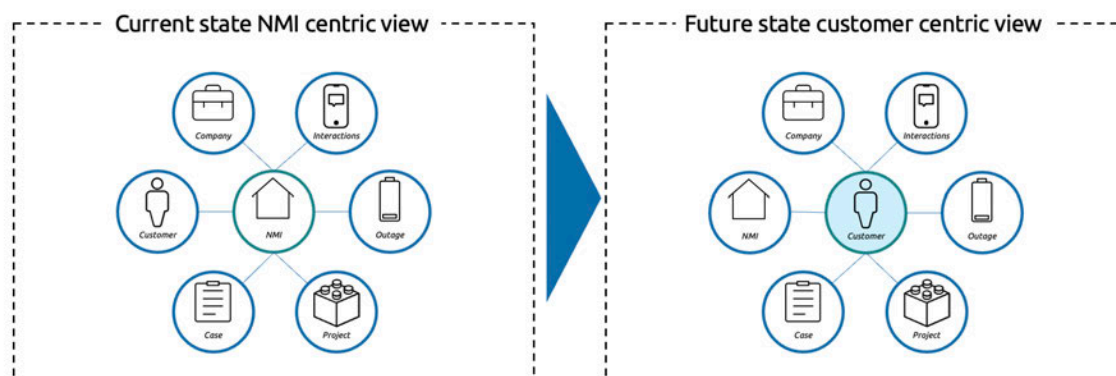 Current state NMI centric view
Company
Interactions
Customer
NMI
Outage
Case
Project
Future state customer centric view
Company
Interactions
NMI
Customer
Outage
Case
Project